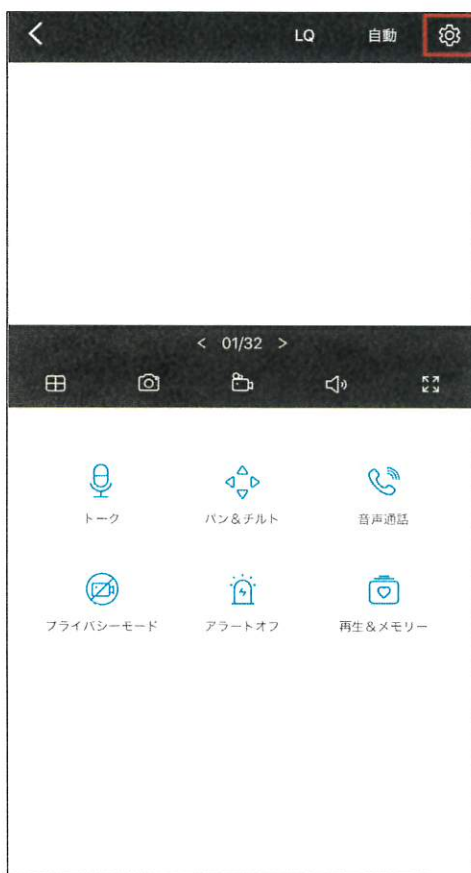 LQ 自動
< 01/32 >
トーク パン&チルト 音声通話
プライバシーモード アラートオフ 再生&メモリー